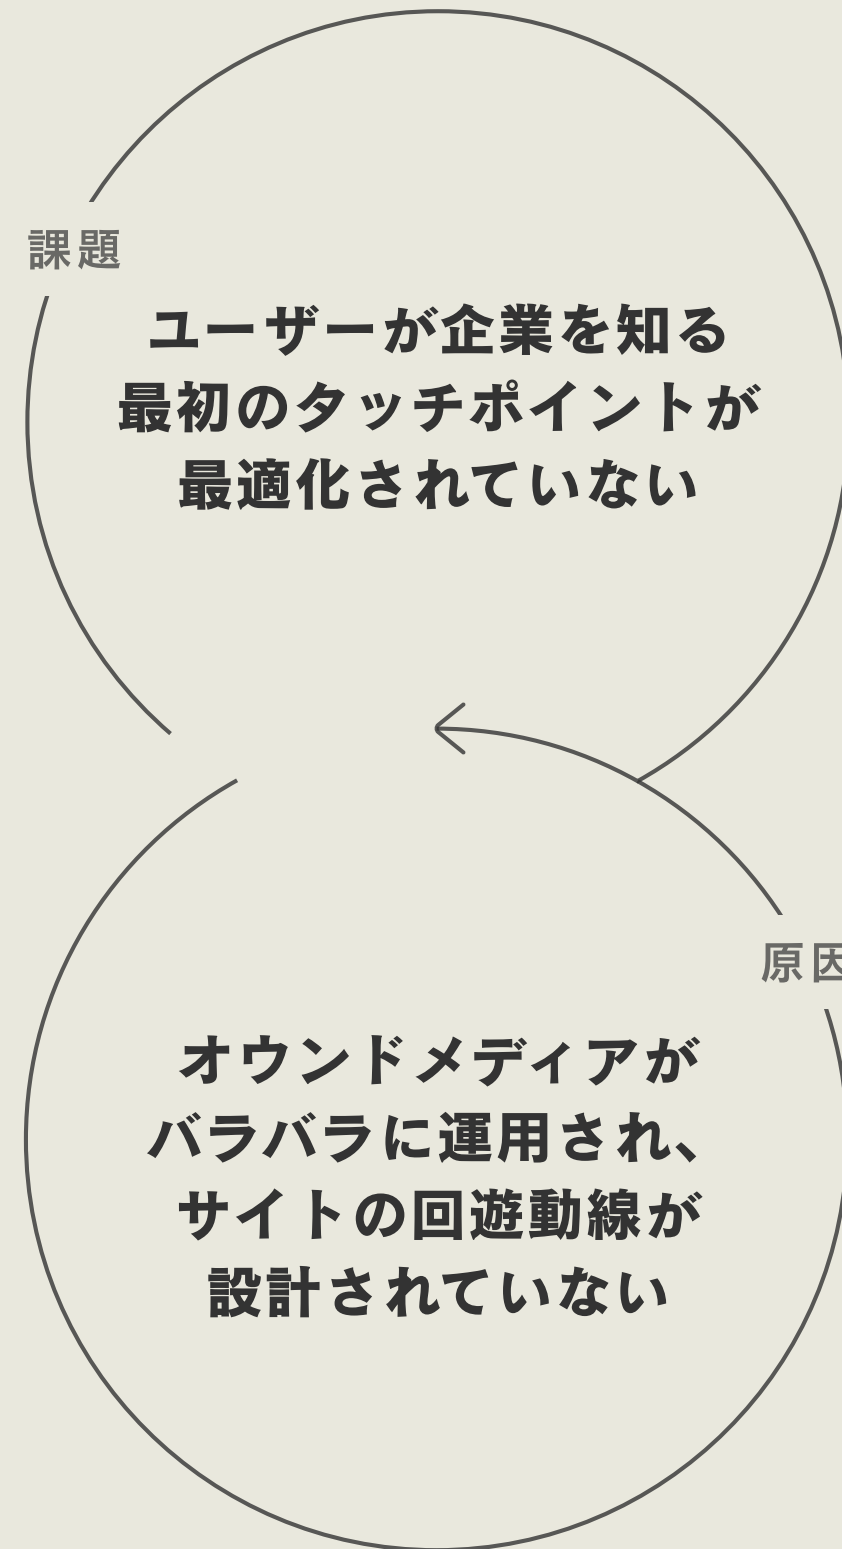 課題
ユーザーが企業を知る
最初のタッチポイントが
最適化されていない
原因
オウンドメディアが
バラバラに運用され、
サイトの回遊動線が
設計されていない